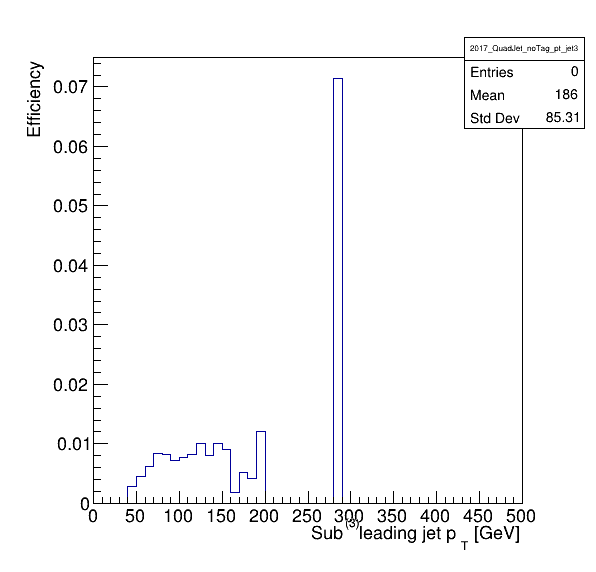 2017_QuadJet_noTag_pt_jet3
Entries 0
Mean 186
Std Dev 85.31
Efficiency
0.07
0.06
0.05
0.04
0.03
0.02
0.01
0
0 50 100 150 200 250 300 350 400 450 500
Sub(3)leading jet p T [GeV]